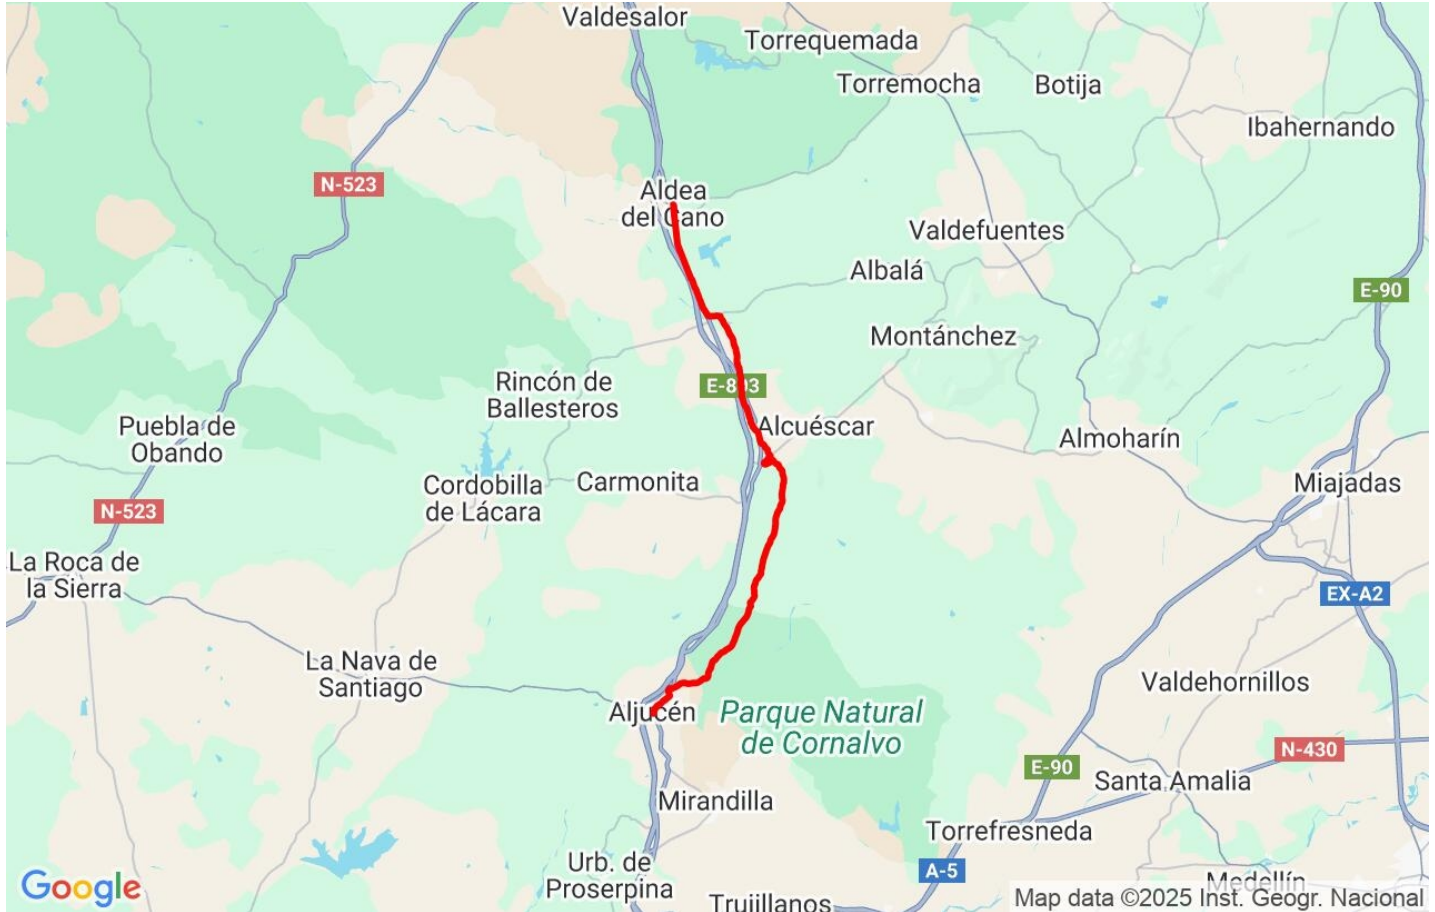 Valdesalor
Torrequemada
Torremocha
Botija
Ibahernando
N-523
Aldea
del Cano
Valdefuentes
Albalá
E-90
Montánchez
Rincón de
Ballesteros
E-803
Puebla de
Obando
Alcuéscar
Almoharín
Cordobilla
de Lácara
Carmonita
Miajadas
N-523
La Roca de
la Sierra
EX-A2
La Nava de
Santiago
Valdehornillos
Aljucén
Parque Natural
de Cornalvo
N-430
E-90
Santa Amalia
Mirandilla
Torrefresneda
Urb. de
Proserpina
A-5
Medellín
Trujillanos
Google
Map data ©2025 Inst. Geogr. Nacional